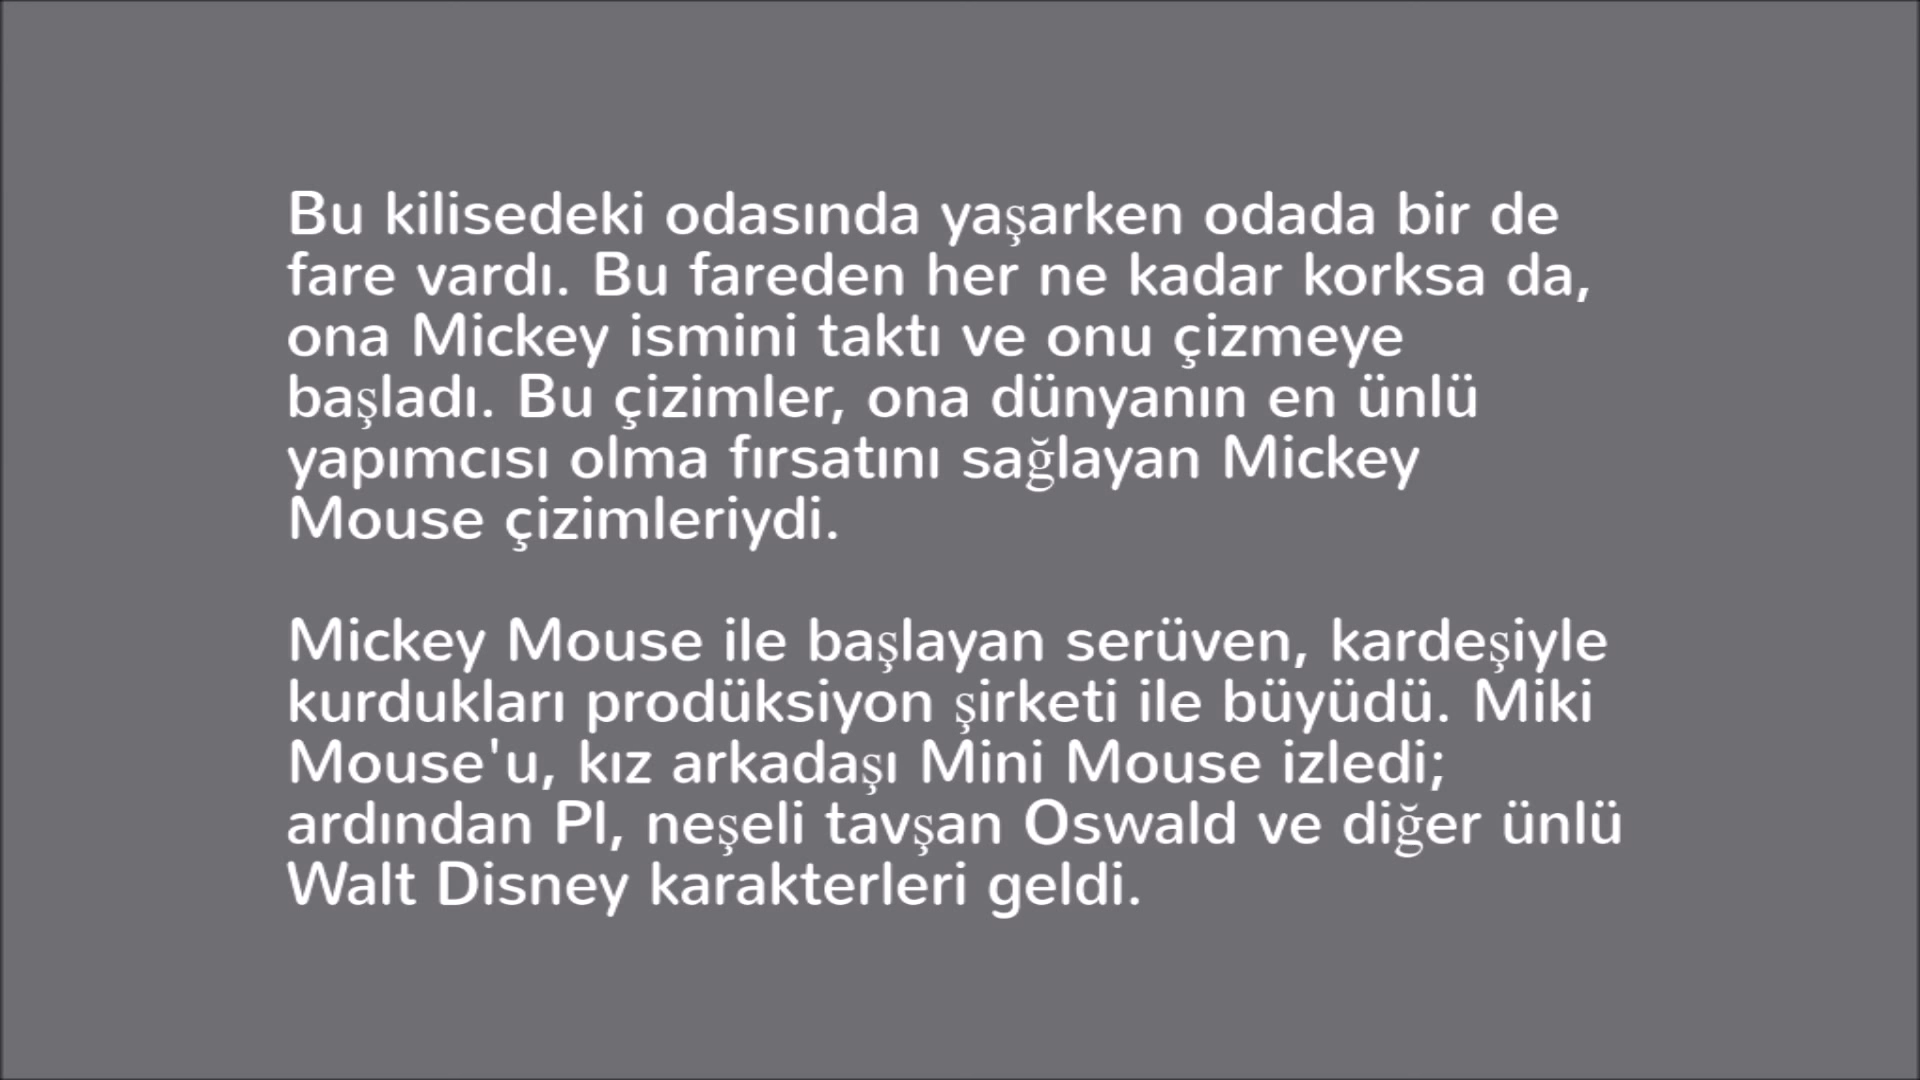 Bu kilisedeki odasında yaşarken odada bir de
fare vardı. Bu fareden her ne kadar korksa da,
ona Mickey ismini taktı ve onu çizmeye
başladı. Bu çizimler, ona dünyanın en ünlü
yapımcısı olma fırsatını sağlayan Mickey
Mouse çizimleriydi.
Mickey Mouse ile başlayan serüven, kardeşiyle
kurdukları prodüksiyon şirketi ile büyüdü. Miki
Mouse'u, kız arkadaşı Mini Mouse izledi;
ardından Pl, neşeli tavşan Oswald ve diğer ünlü
Walt Disney karakterleri geldi.